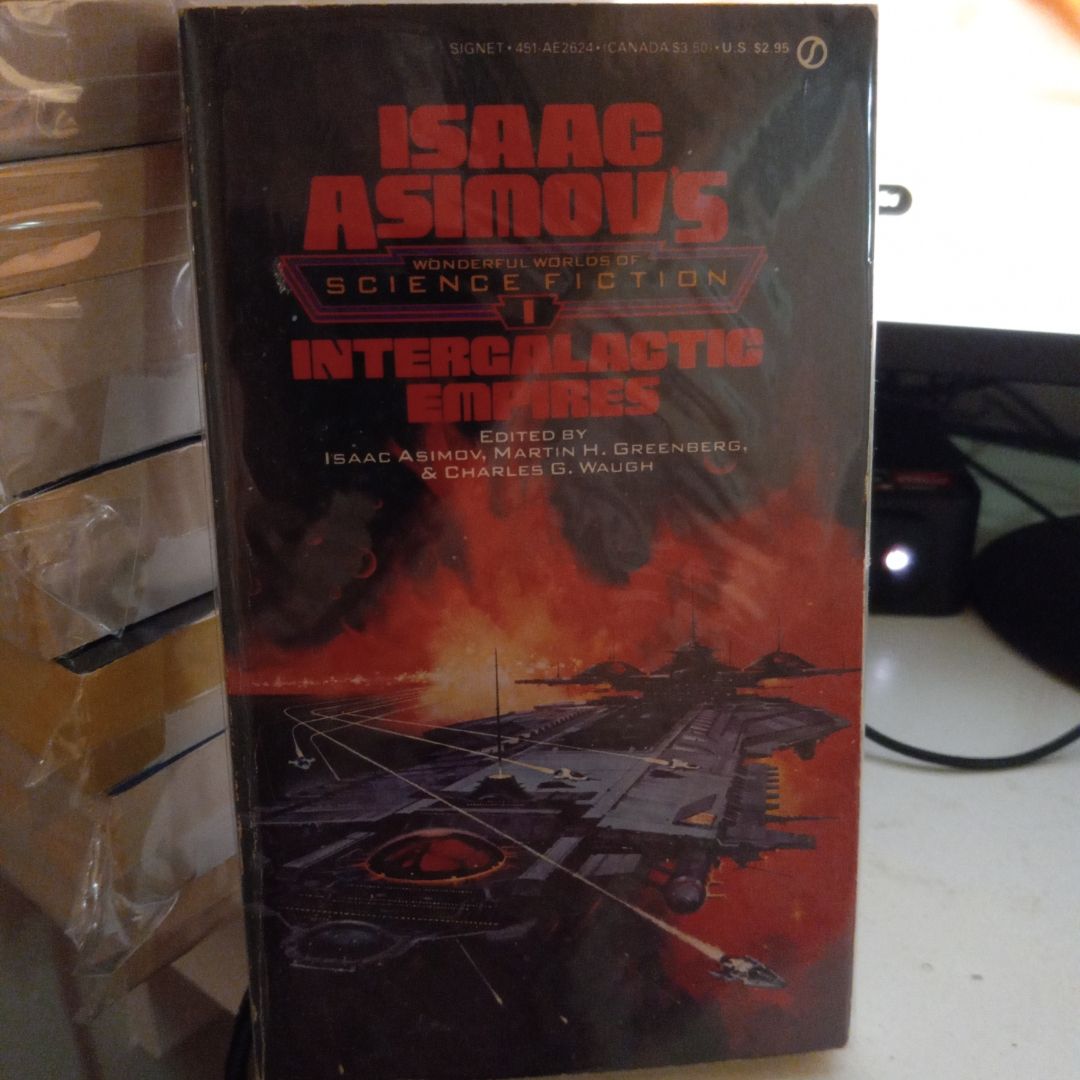 SIGNET • 451-AE2624 • (CANADA $3.50) • U.S. $2.95
ISAAC
ASIMOV'S
WONDERFUL WORLDS OF
SCIENCE FICTION
1
INTERGALACTIC
EMPIRES
EDITED BY
ISAAC ASIMOV, MARTIN H. GREENBERG,
& CHARLES G. WAUGH